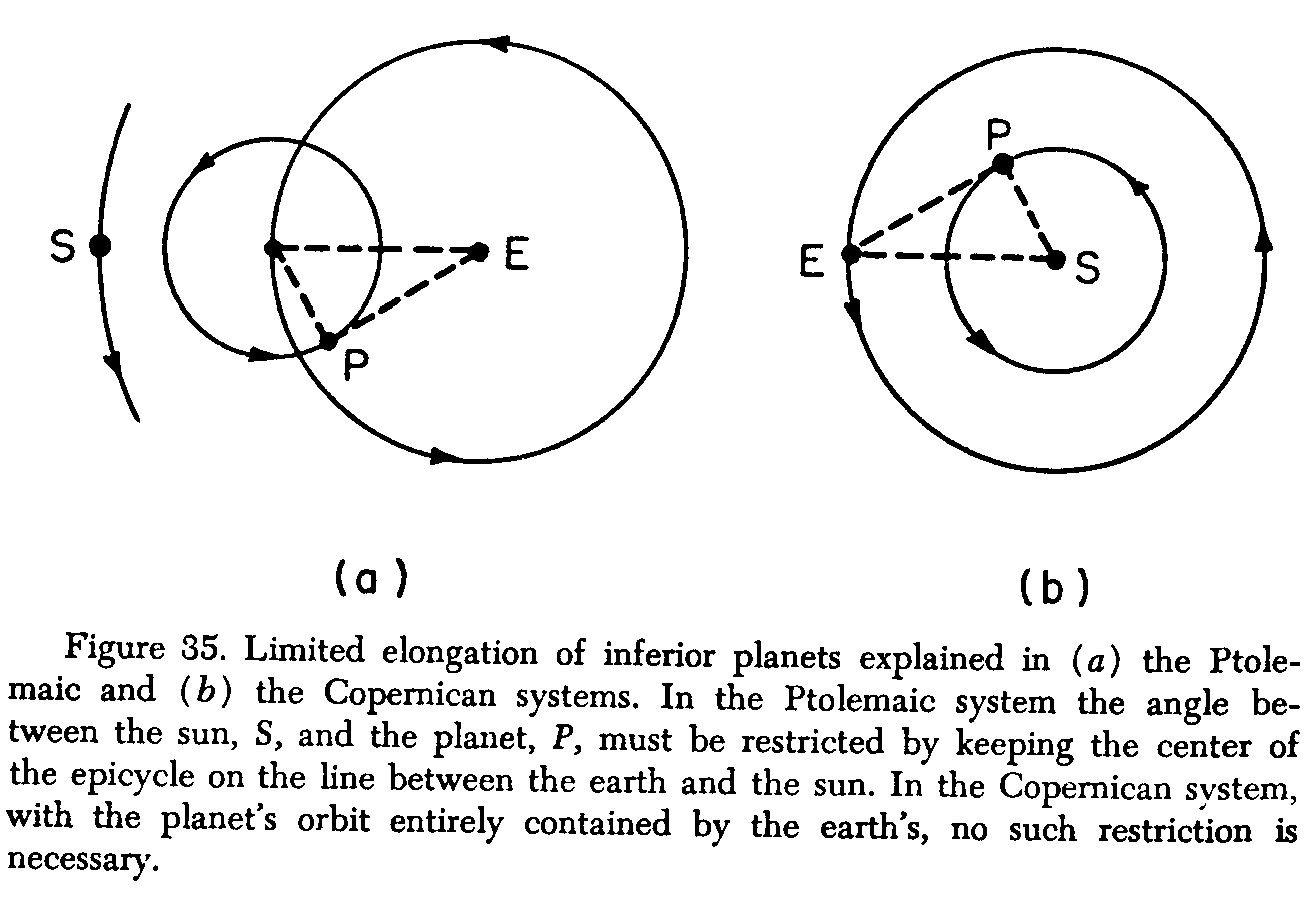 P
S
E
P
E
S
P
(a)
(b)
Figure 35. Limited elongation of inferior planets explained in (a) the Ptole-
maic and (b) the Copernican systems. In the Ptolemaic system the angle be-
tween the sun, S, and the planet, P, must be restricted by keeping the center of
the epicycle on the line between the earth and the sun. In the Copernican system,
with the planet's orbit entirely contained by the earth's, no such restriction is
necessary.